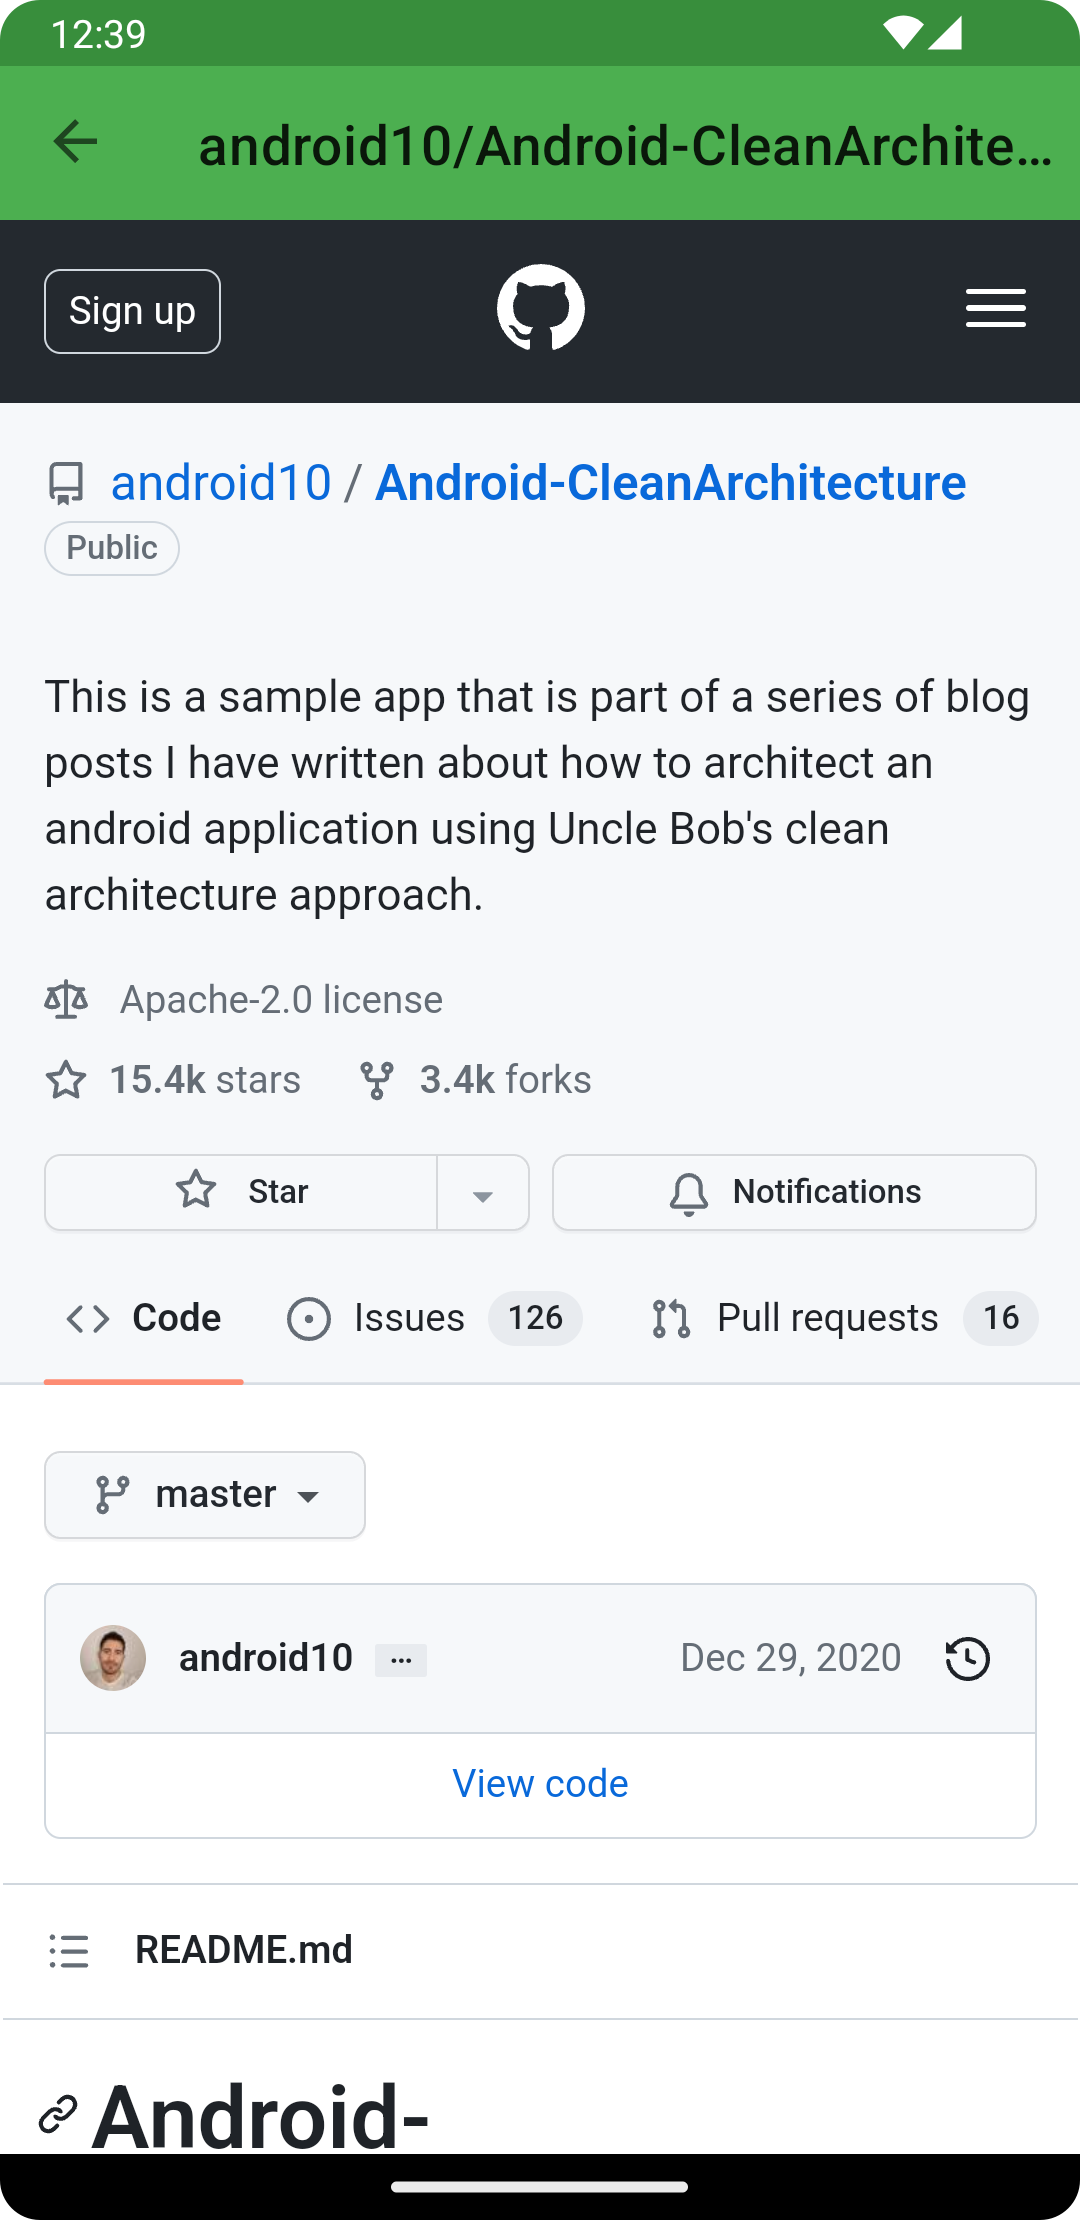 12:39
android10/Android-CleanArchite...
Sign up
android10 / Android-CleanArchitecture
Public
This is a sample app that is part of a series of blog
posts I have written about how to architect an
android application using Uncle Bob's clean
architecture approach.
Apache-2.0 license
15.4k stars 3.4k forks
Star Notifications
Code Issues 126 Pull requests 16
master
android10 ... Dec 29, 2020
View code
README.md
Android-